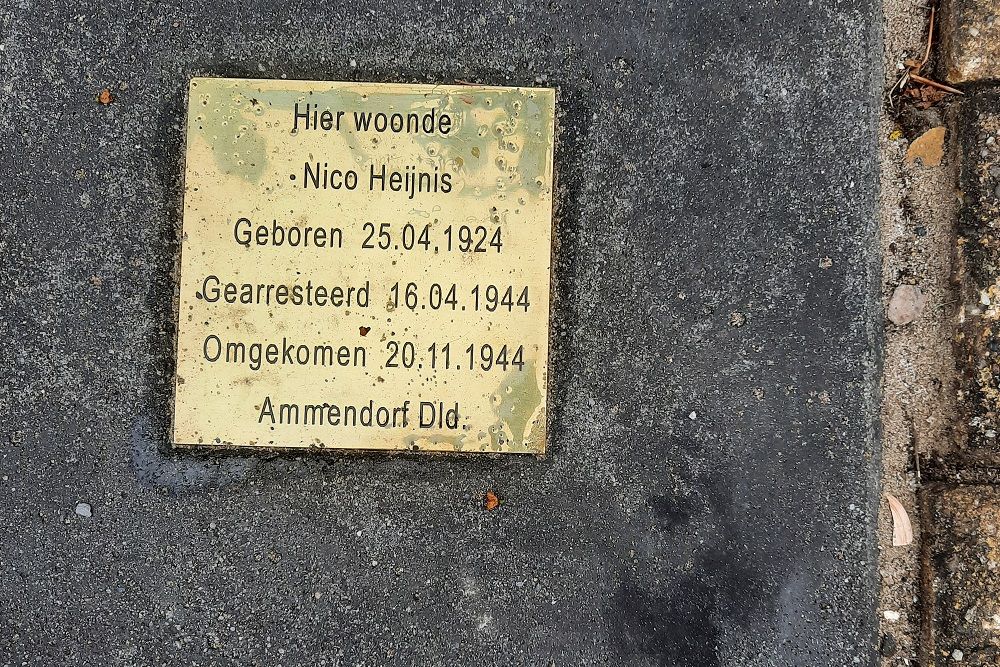 Hier woonde
Nico Heijnis
Geboren 25.04.1924
Gearresteerd 16.04.1944
Omgekomen 20.11.1944
Ammendorf Dld.